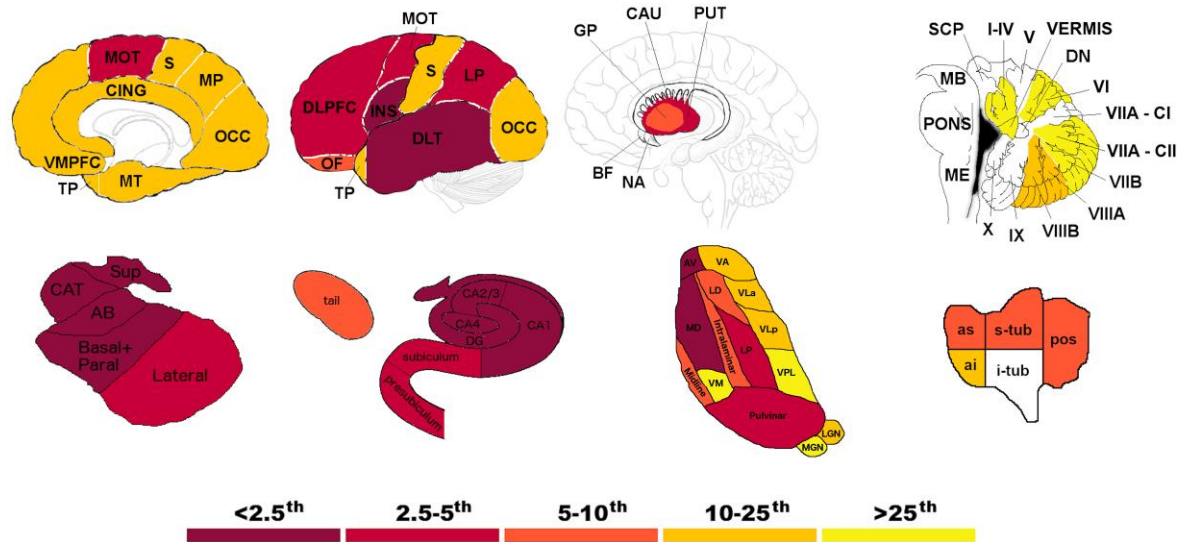 MOT
S
MP
CING
OCC
VMPFC
TP
MT
MOT
S
LP
DLPFC
INS
DLT
OCC
OF
TP
GP
CAU
PUT
BF
NA
SCP
I-IV
V
VERMIS
DN
MB
VI
VIIA - CI
PONS
VIIA - CII
VIIB
ME
VIIIA
X
IX
VIIIB
Sup
CAT
AB
Basal+
Paral
Lateral
tail
CA2/3
CA1
CA4
DG
subiculum
presubiculum
AV
VA
LD
VLa
MD
Intralaminar
VLp
LP
VPL
Midline
VM
Pulvinar
LGN
MGN
as
s-tub
pos
ai
i-tub
<2.5th
2.5-5th
5-10th
10-25th
>25th